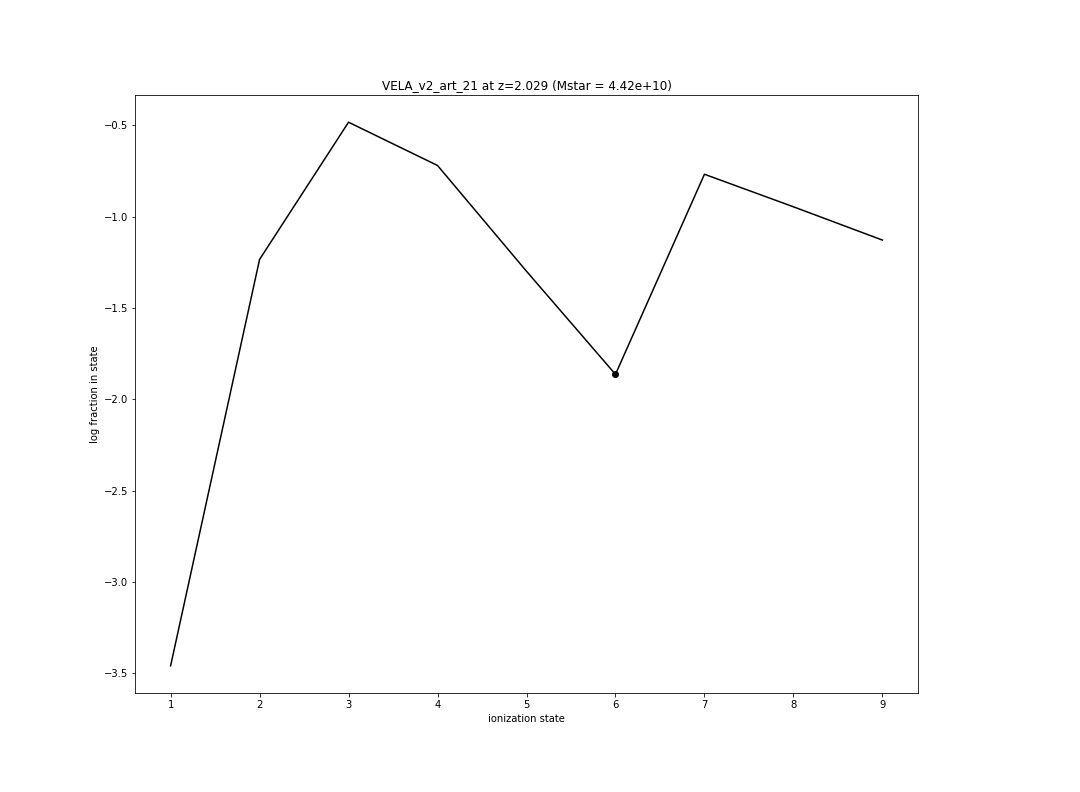 VELA_v2_art_21 at z=2.029 (Mstar = 4.42e+10)
−0.5
−1.0
−1.5
−2.0
−2.5
−3.0
−3.5
log fraction in state
1 2 3 4 5 6 7 8 9
ionization state